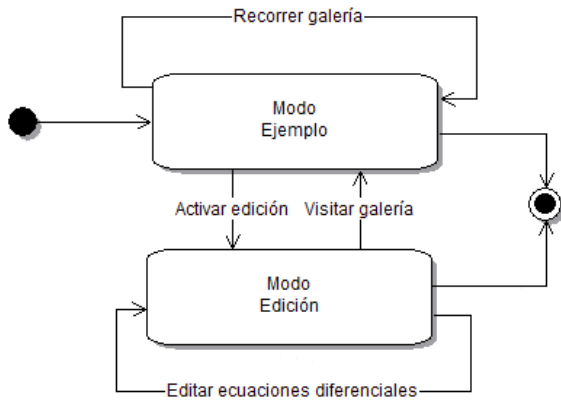 Recorrer galería
Modo
Ejemplo
Activar edición
Visitar galería
Modo
Edición
Editar ecuaciones diferenciales